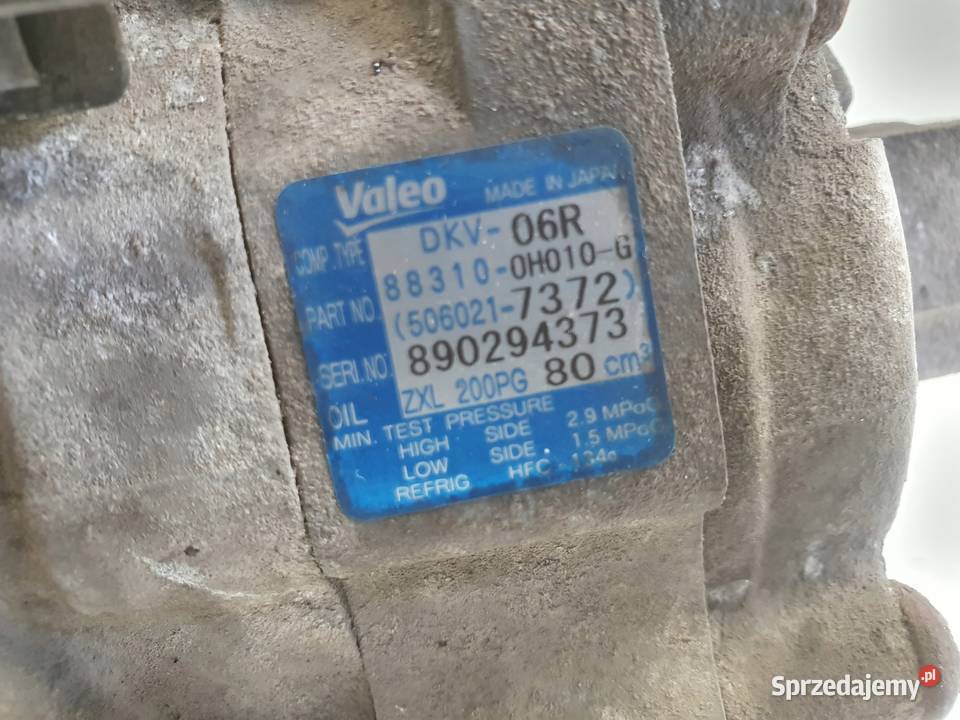 Valeo MADE IN JAPAN
COMP.TYPE DKV-06R
PART NO. 88310-0H010-G
(506021-7372)
SERI.NO. 890294373
OIL ZXL 200PG 80 cm³
MIN. TEST PRESSURE
HIGH SIDE 2.9 MPaG
LOW SIDE. 1.5 MPaG
REFRIG HFC-134a
Sprzedajemy.pl